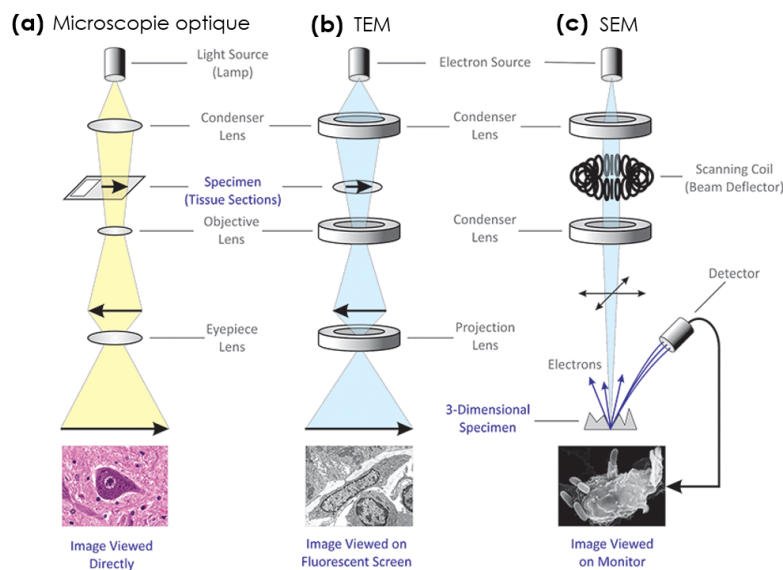 (a) Microscopie optique
(b) TEM
(c) SEM
Light Source
(Lamp)
Electron Source
Condenser
Lens
Condenser
Lens
Specimen
(Tissue Sections)
Scanning Coil
(Beam Deflector)
Objective
Lens
Condenser
Lens
Detector
Eyepiece
Lens
Projection
Lens
Electrons
3-Dimensional
Specimen
Image Viewed
Directly
Image Viewed on
Fluorescent Screen
Image Viewed
on Monitor